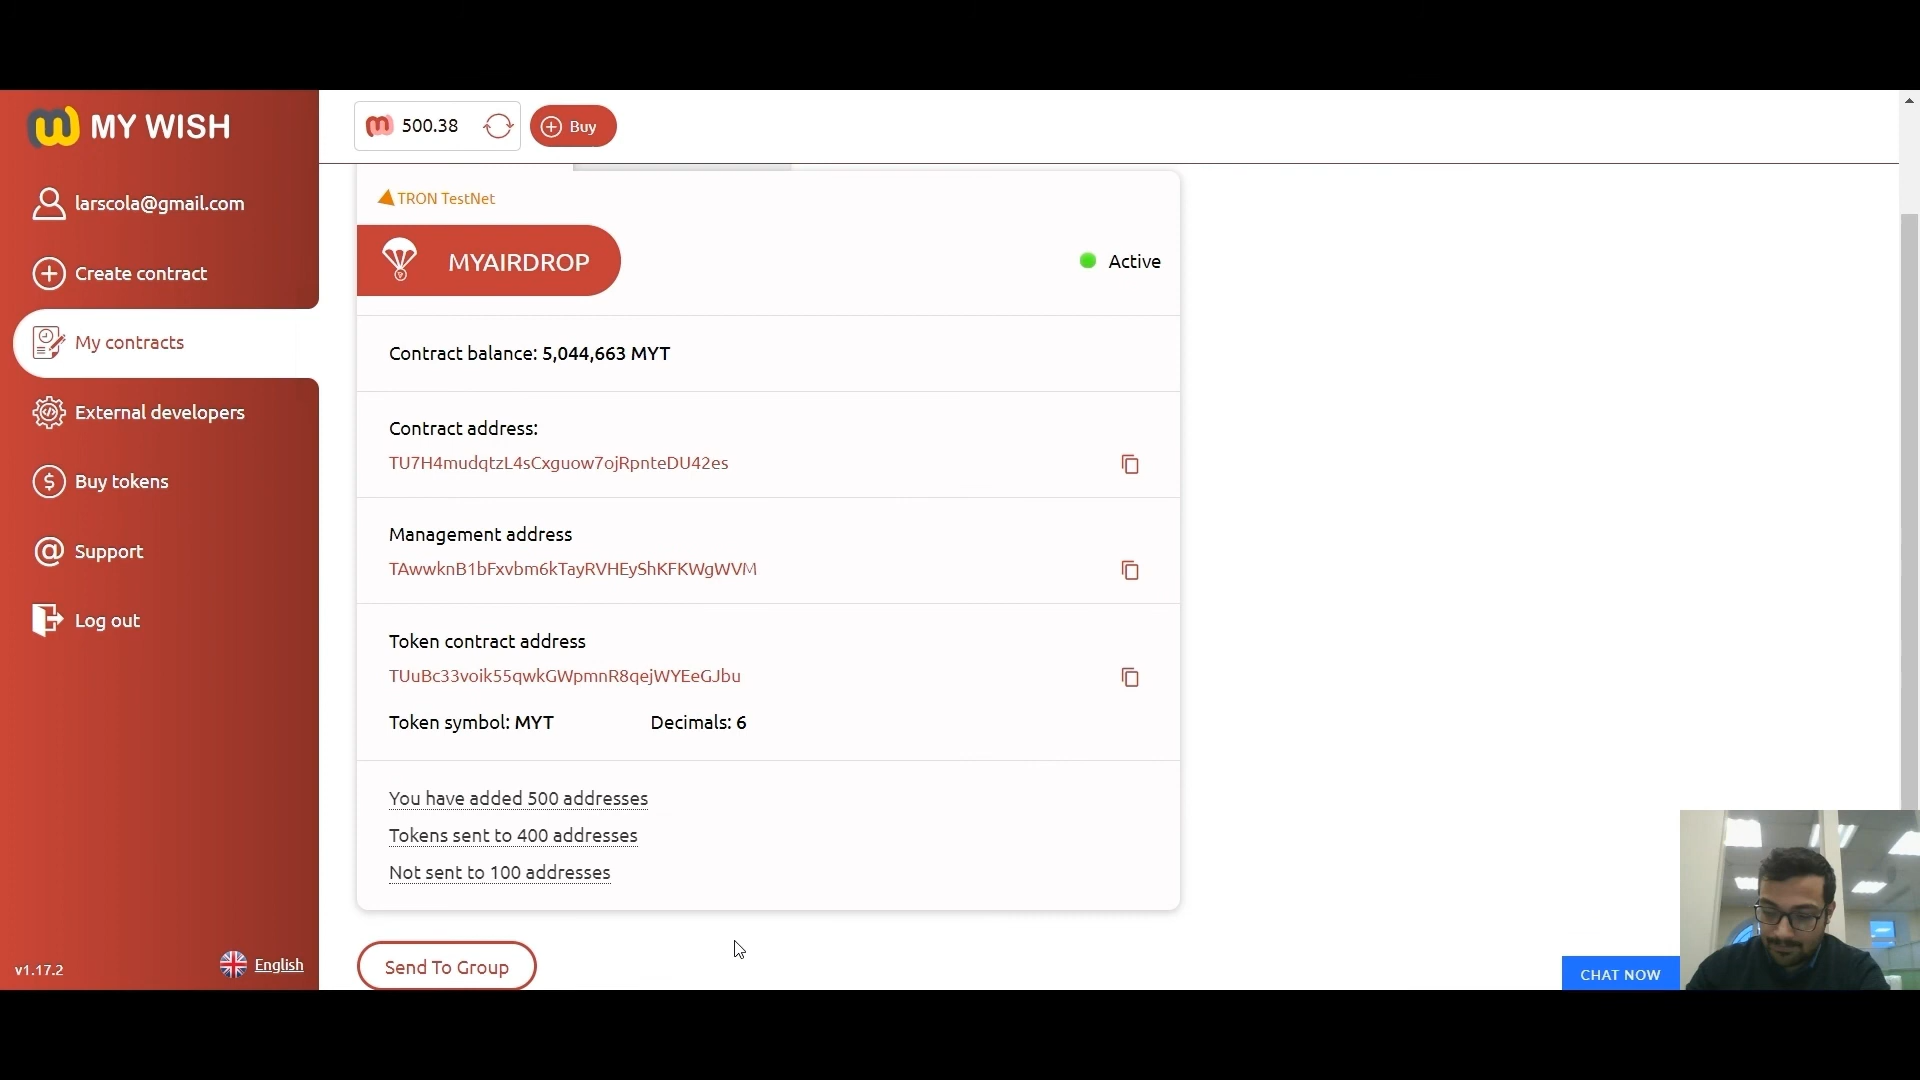 MY WISH
500.38
Buy
larscola@gmail.com
Create contract
My contracts
External developers
Buy tokens
Support
Log out
v1.17.2
English
TRON TestNet
MYAIRDROP
Active
Contract balance: 5,044,663 MYT
Contract address:
TU7H4mudqtzL4sCxguow7ojRpnteDU42es
Management address
TAwwknB1bFxvbm6kTayRVHEyShKFKWgWVM
Token contract address
TUuBc33voik55qwkGWpmnR8qejWYEeGJbu
Token symbol: MYT Decimals: 6
You have added 500 addresses
Tokens sent to 400 addresses
Not sent to 100 addresses
Send To Group
CHAT NOW